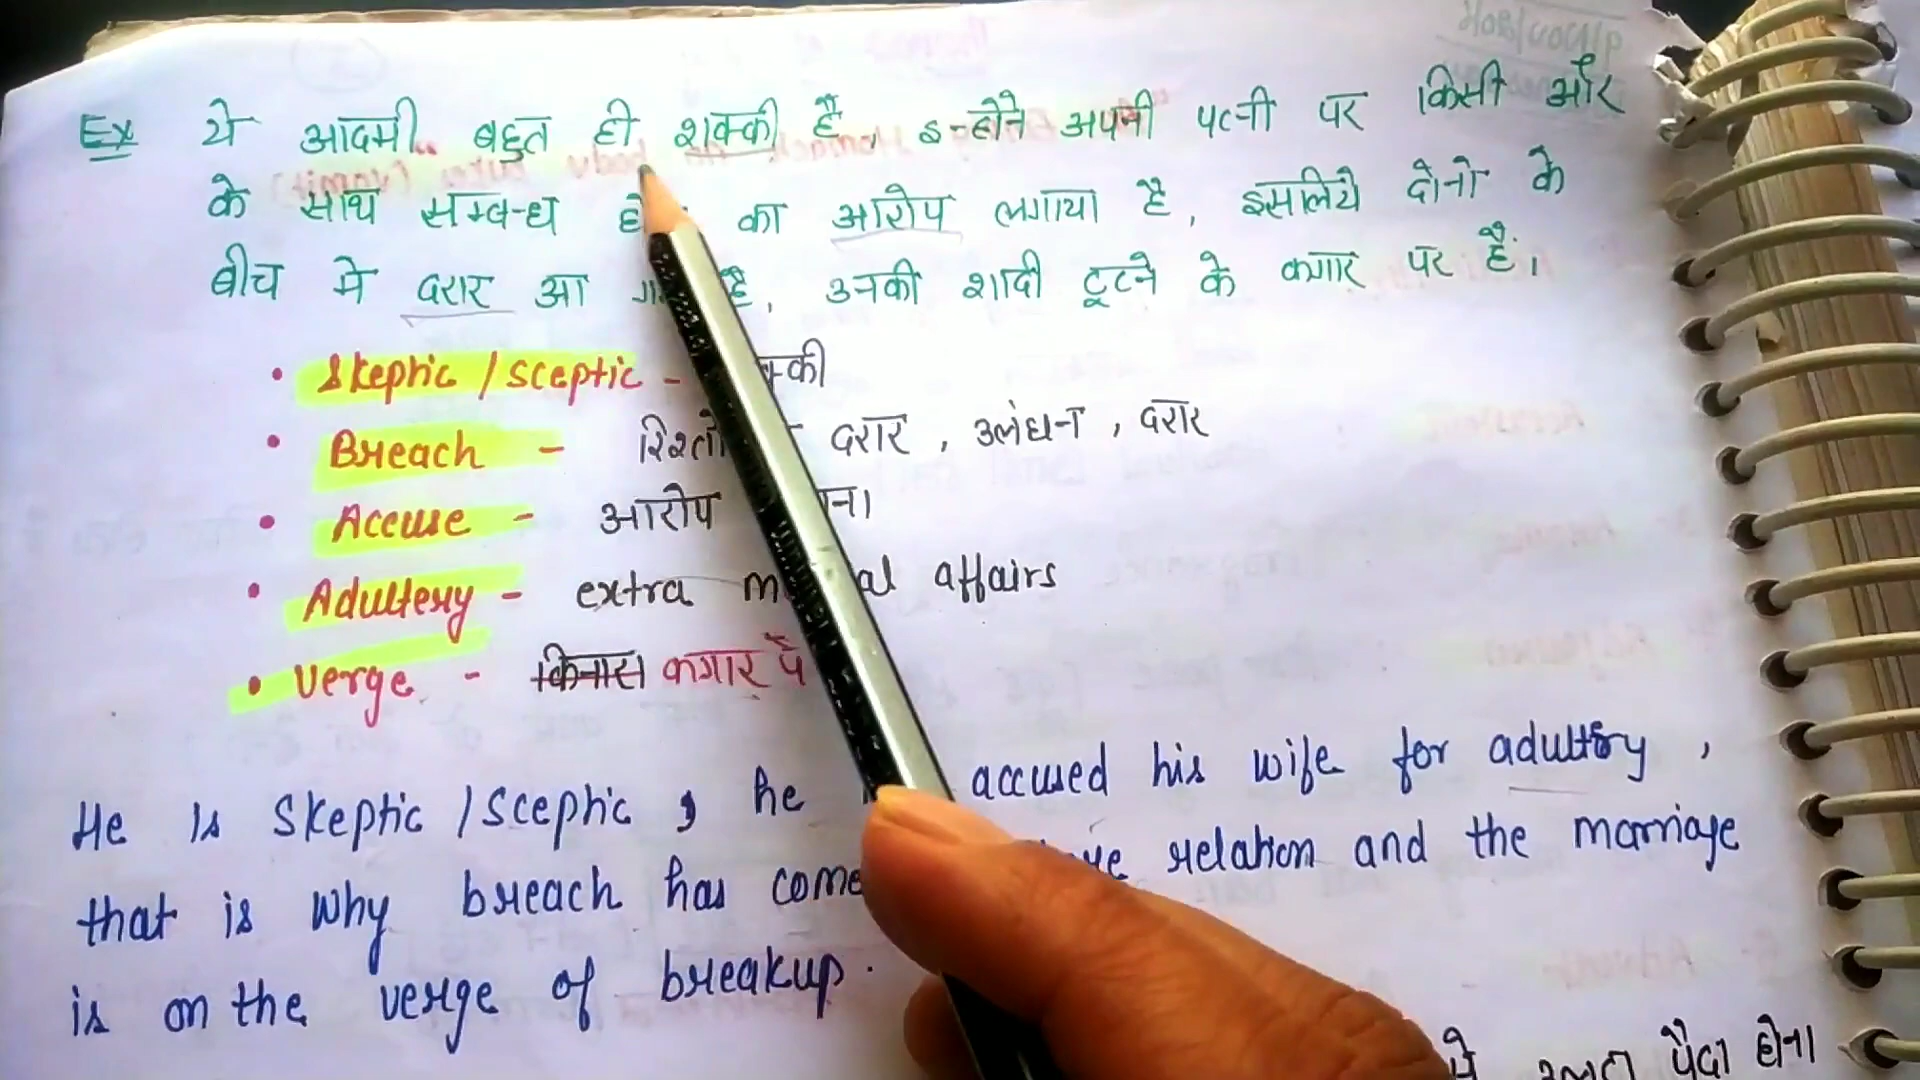 Ex ये आदमी बहुत ही शक्की है, इन्होने अपनी पत्नी पर किसी और
के साथ सम्बन्ध का आरोप लगाया है, इसलिये दोनो के
बीच मे दरार आ है, उनकी शादी टूटने के कगार पर है।
• Skeptic / Sceptic -
• Breach - दरार, उलंघन, दरार
• Accuse - आरोप
• Adultery - extra affairs
• Verge - कगार पे
He is Skeptic / Sceptic, he accused his wife for adultry,
that is why breach has come relation and the marriage
is on the verge of breakup.
पैदा होना